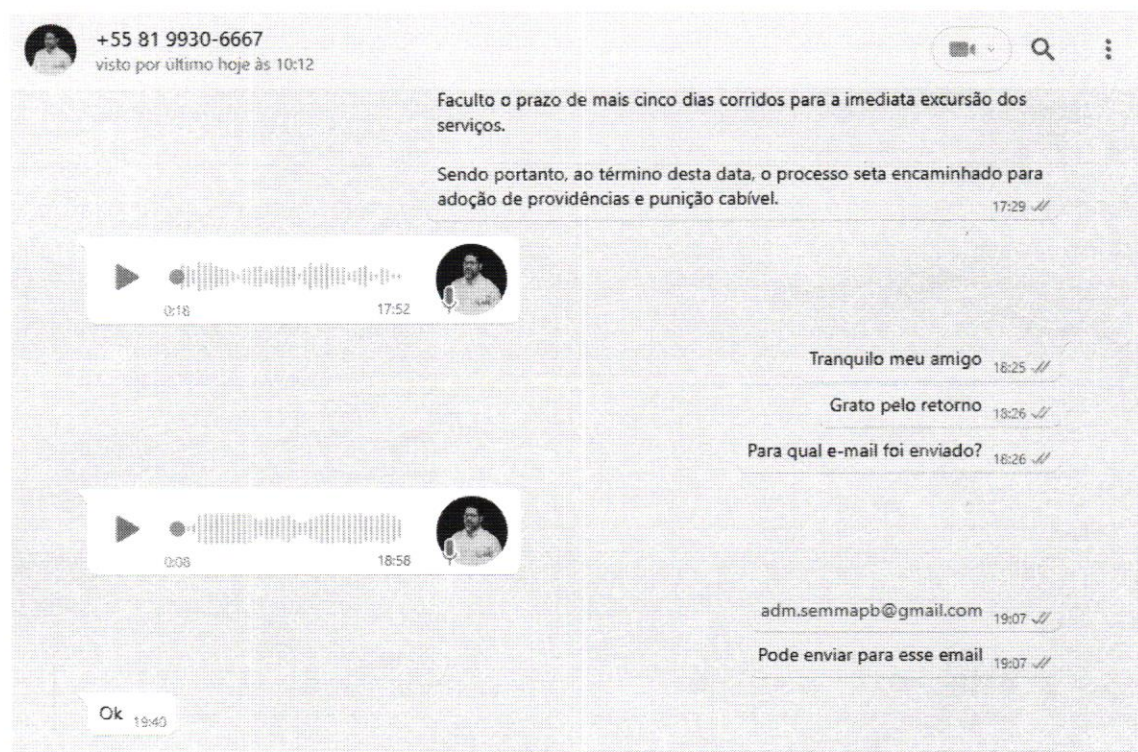 +55 81 9930-6667
visto por último hoje às 10:12
Faculto o prazo de mais cinco dias corridos para a imediata excursão dos
serviços.
Sendo portanto, ao término desta data, o processo seta encaminhado para
adoção de providências e punição cabível.
17:29
0:18 17:52
Tranquilo meu amigo 18:25
Grato pelo retorno 18:26
Para qual e-mail foi enviado? 18:26
0:08 18:58
adm.semmapb@gmail.com 19:07
Pode enviar para esse email 19:07
Ok 19:40